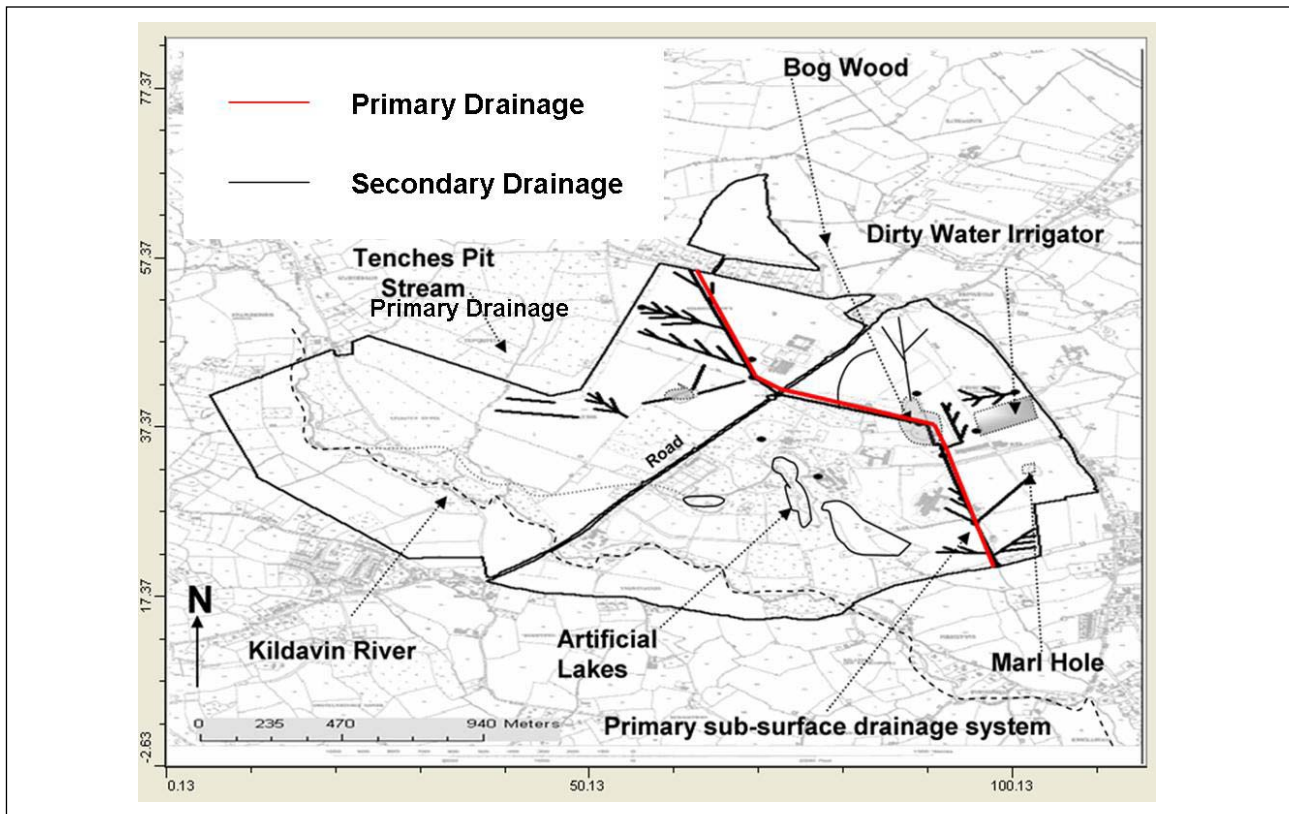 Primary Drainage
Secondary Drainage
Bog Wood
Dirty Water Irrigator
Tenches Pit
Stream
Primary Drainage
Road
N
Kildavin River
Artificial
Lakes
Marl Hole
Primary sub-surface drainage system
0 235 470 940 Meters
77.37
57.37
37.37
17.37
-2.63
0.13 50.13 100.13